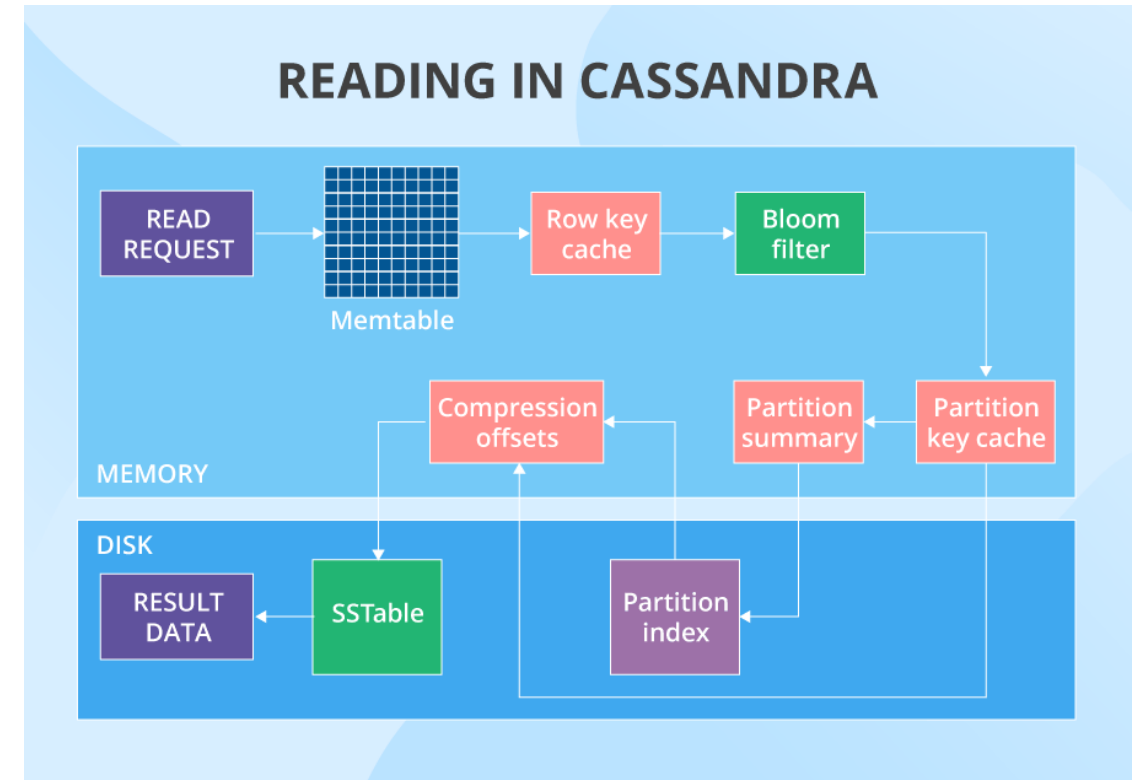 READING IN CASSANDRA
READ
REQUEST
Memtable
Row key
cache
Bloom
filter
Compression
offsets
Partition
summary
Partition
key cache
MEMORY
DISK
RESULT
DATA
SSTable
Partition
index